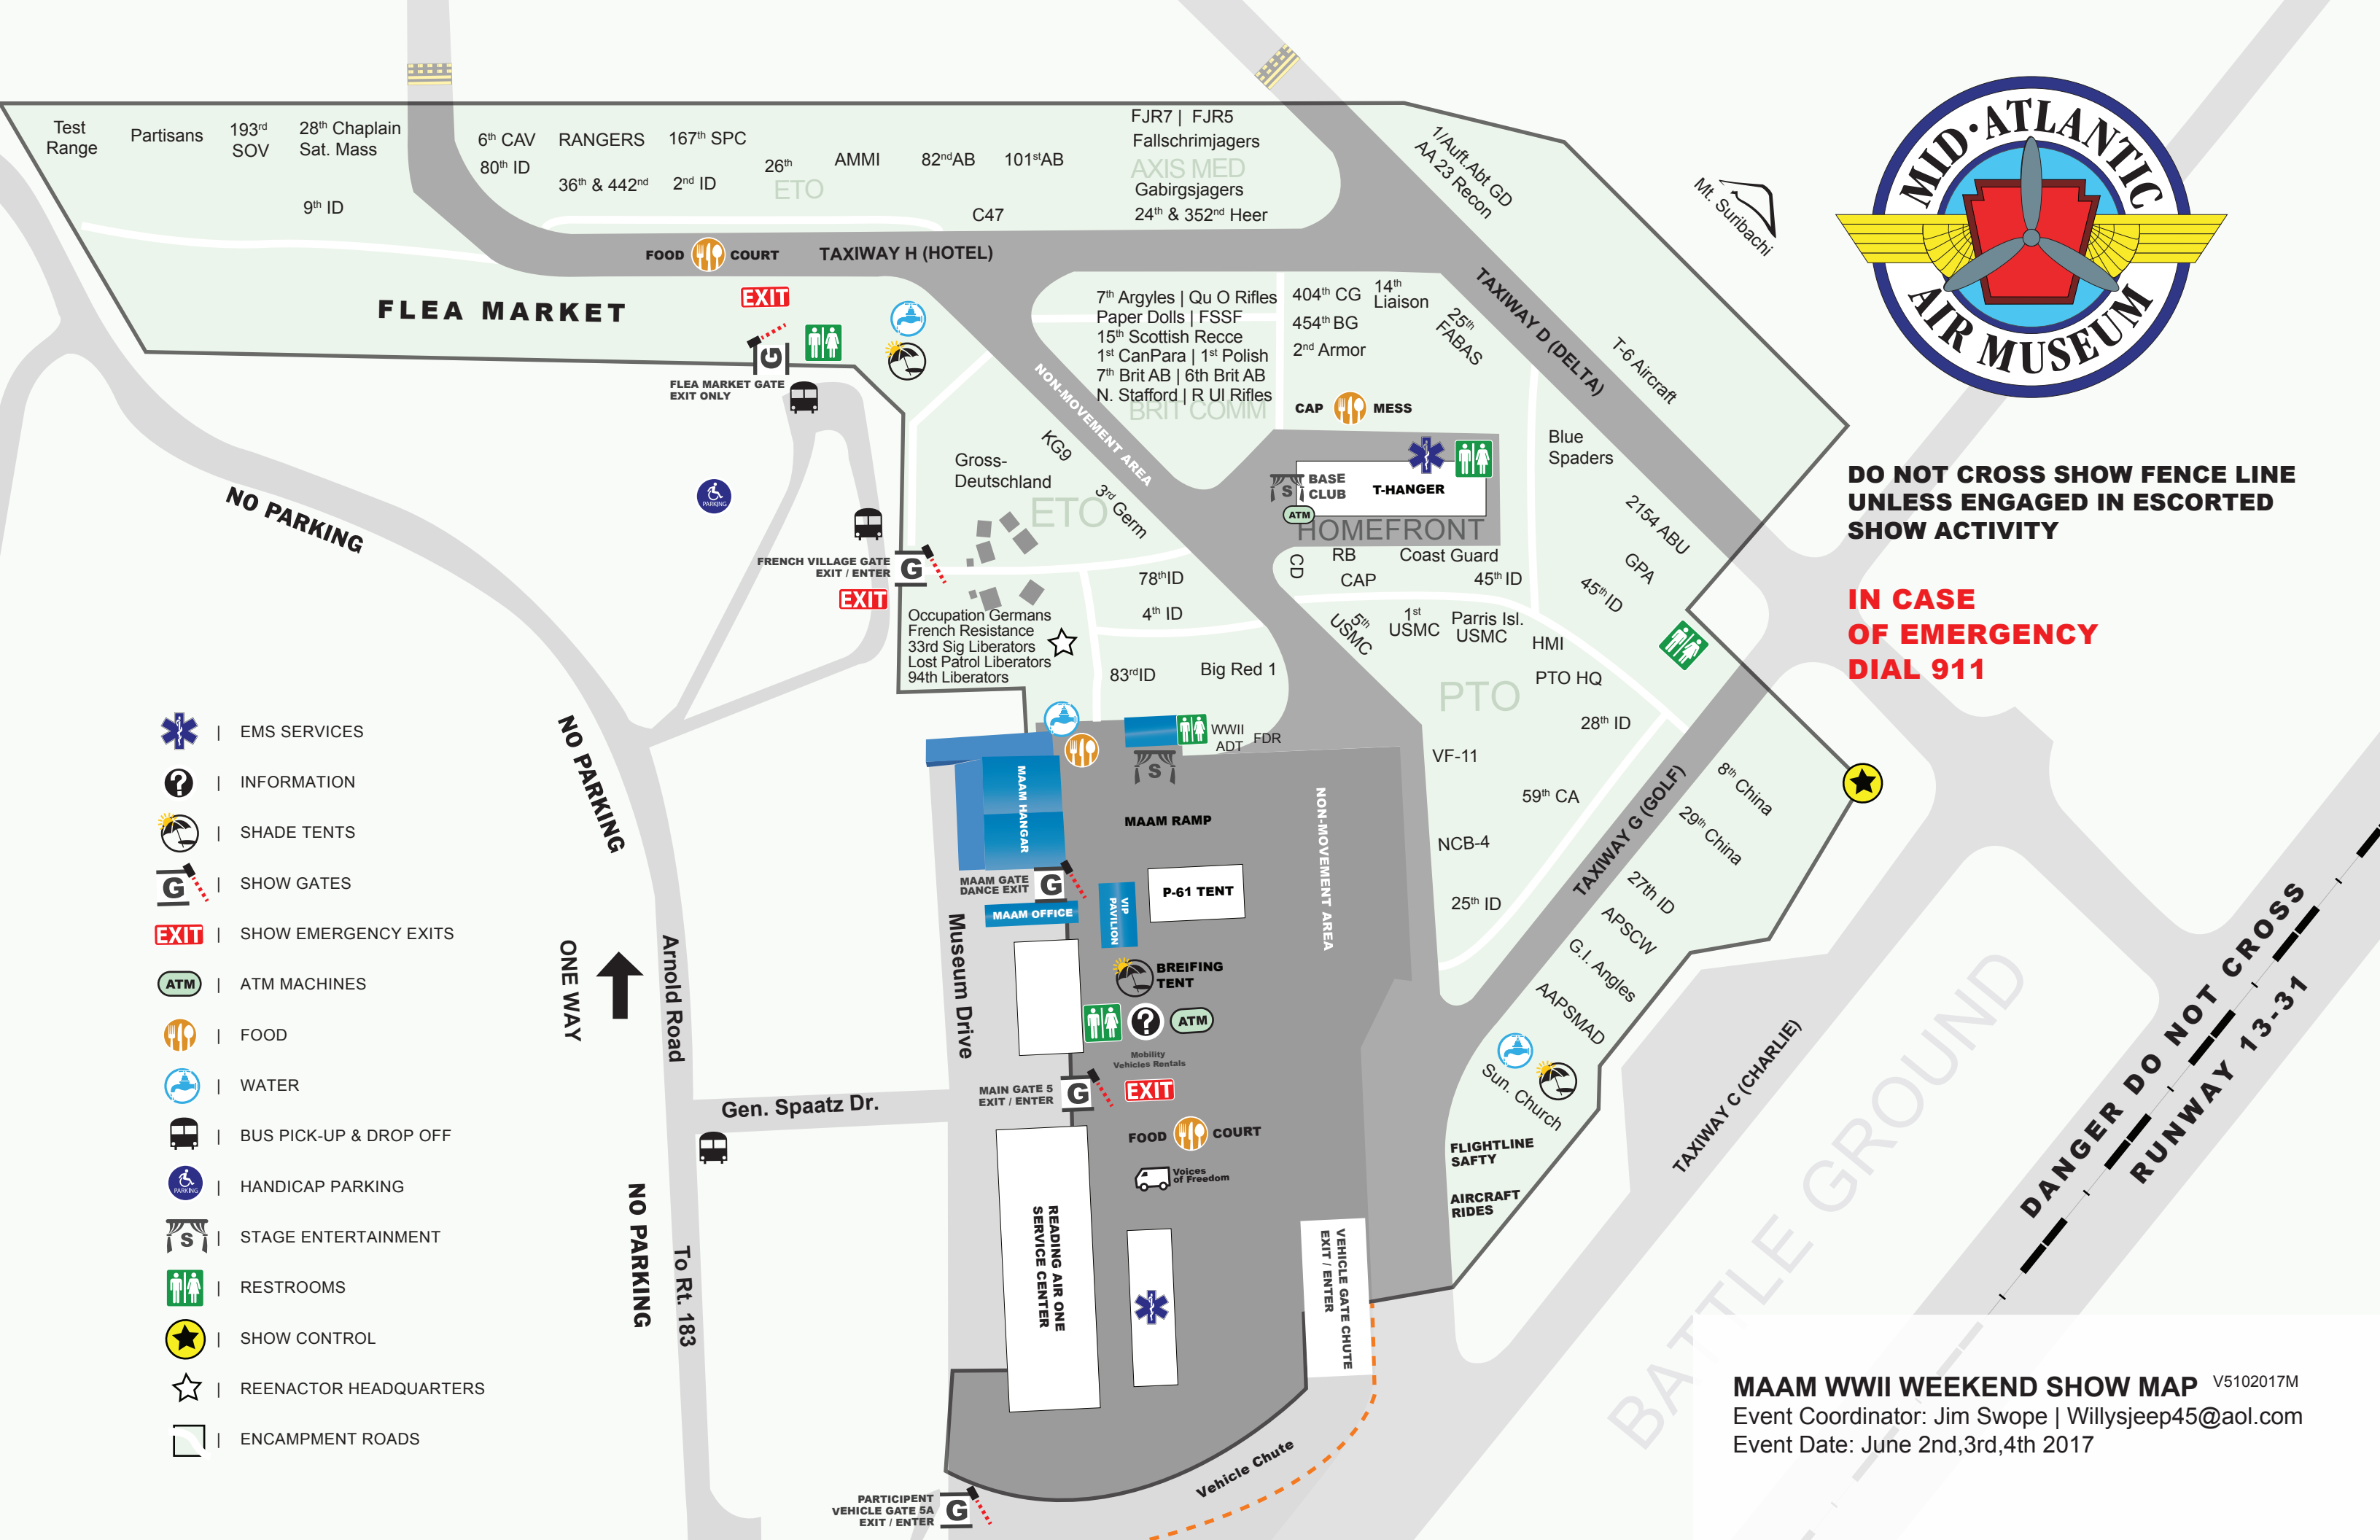 Test
Range
Partisans
193rd
SOV
28th Chaplain
Sat. Mass
9th ID
6th CAV
80th ID
RANGERS
36th & 442nd
167th SPC
2nd ID
26th
ETO
AMMI
82ndAB
101stAB
C47
FJR7 | FJR5
Fallschrimjagers
AXIS MED
Gabirgsjagers
24th & 352nd Heer
1/Auft.Abt GD
AA 23 Recon
Mt. Suribachi
MID·ATLANTIC
AIR MUSEUM
FOOD COURT
TAXIWAY H (HOTEL)
EXIT
FLEA MARKET
G
FLEA MARKET GATE
EXIT ONLY
7th Argyles | Qu O Rifles
Paper Dolls | FSSF
15th Scottish Recce
1st CanPara | 1st Polish
7th Brit AB | 6th Brit AB
N. Stafford | R Ul Rifles
BRIT COMM
404th CG
454th BG
2nd Armor
14th
Liaison
25th
FABAS
TAXIWAY D (DELTA)
T-6 Aircraft
CAP MESS
NON-MOVEMENT AREA
NO PARKING
PARKING
KG9
Gross-
Deutschland
ETO
3rd Germ
S
BASE
CLUB
T-HANGER
ATM
HOMEFRONT
Blue
Spaders
2154 ABU
GPA
45th ID
DO NOT CROSS SHOW FENCE LINE
UNLESS ENGAGED IN ESCORTED
SHOW ACTIVITY
IN CASE
OF EMERGENCY
DIAL 911
FRENCH VILLAGE GATE
EXIT / ENTER
G
EXIT
Occupation Germans
French Resistance
33rd Sig Liberators
Lost Patrol Liberators
94th Liberators
78thID
4th ID
83rdID
Big Red 1
CD
RB
CAP
Coast Guard
45th ID
5th
USMC
1st
USMC
Parris Isl.
USMC
HMI
PTO HQ
PTO
28th ID
VF-11
59th CA
NCB-4
25th ID
WWII
ADT
FDR
S
MAAM HANGAR
MAAM RAMP
NON-MOVEMENT AREA
MAAM GATE
DANCE EXIT
G
MAAM OFFICE
VIP
PAVILION
P-61 TENT
BREIFING
TENT
ATM
Mobility
Vehicles Rentals
MAIN GATE 5
EXIT / ENTER
G
EXIT
FOOD COURT
Voices
of Freedom
READING AIR ONE
SERVICE CENTER
VEHICLE GATE CHUTE
EXIT / ENTER
Vehicle Chute
PARTICIPENT
VEHICLE GATE 5A
EXIT / ENTER
G
TAXIWAY G (GOLF)
8th China
29th China
27th ID
APSCW
G.I. Angles
AAPSMAD
Sun. Church
FLIGHTLINE
SAFTY
AIRCRAFT
RIDES
TAXIWAY C (CHARLIE)
BATTLE GROUND
DANGER DO NOT CROSS
RUNWAY 13-31
NO PARKING
ONE WAY
Arnold Road
Museum Drive
Gen. Spaatz Dr.
NO PARKING
To Rt. 183
| EMS SERVICES
? | INFORMATION
| SHADE TENTS
G | SHOW GATES
EXIT | SHOW EMERGENCY EXITS
ATM | ATM MACHINES
| FOOD
| WATER
| BUS PICK-UP & DROP OFF
PARKING | HANDICAP PARKING
S | STAGE ENTERTAINMENT
| RESTROOMS
| SHOW CONTROL
| REENACTOR HEADQUARTERS
| ENCAMPMENT ROADS
MAAM WWII WEEKEND SHOW MAP V5102017M
Event Coordinator: Jim Swope | Willysjeep45@aol.com
Event Date: June 2nd,3rd,4th 2017